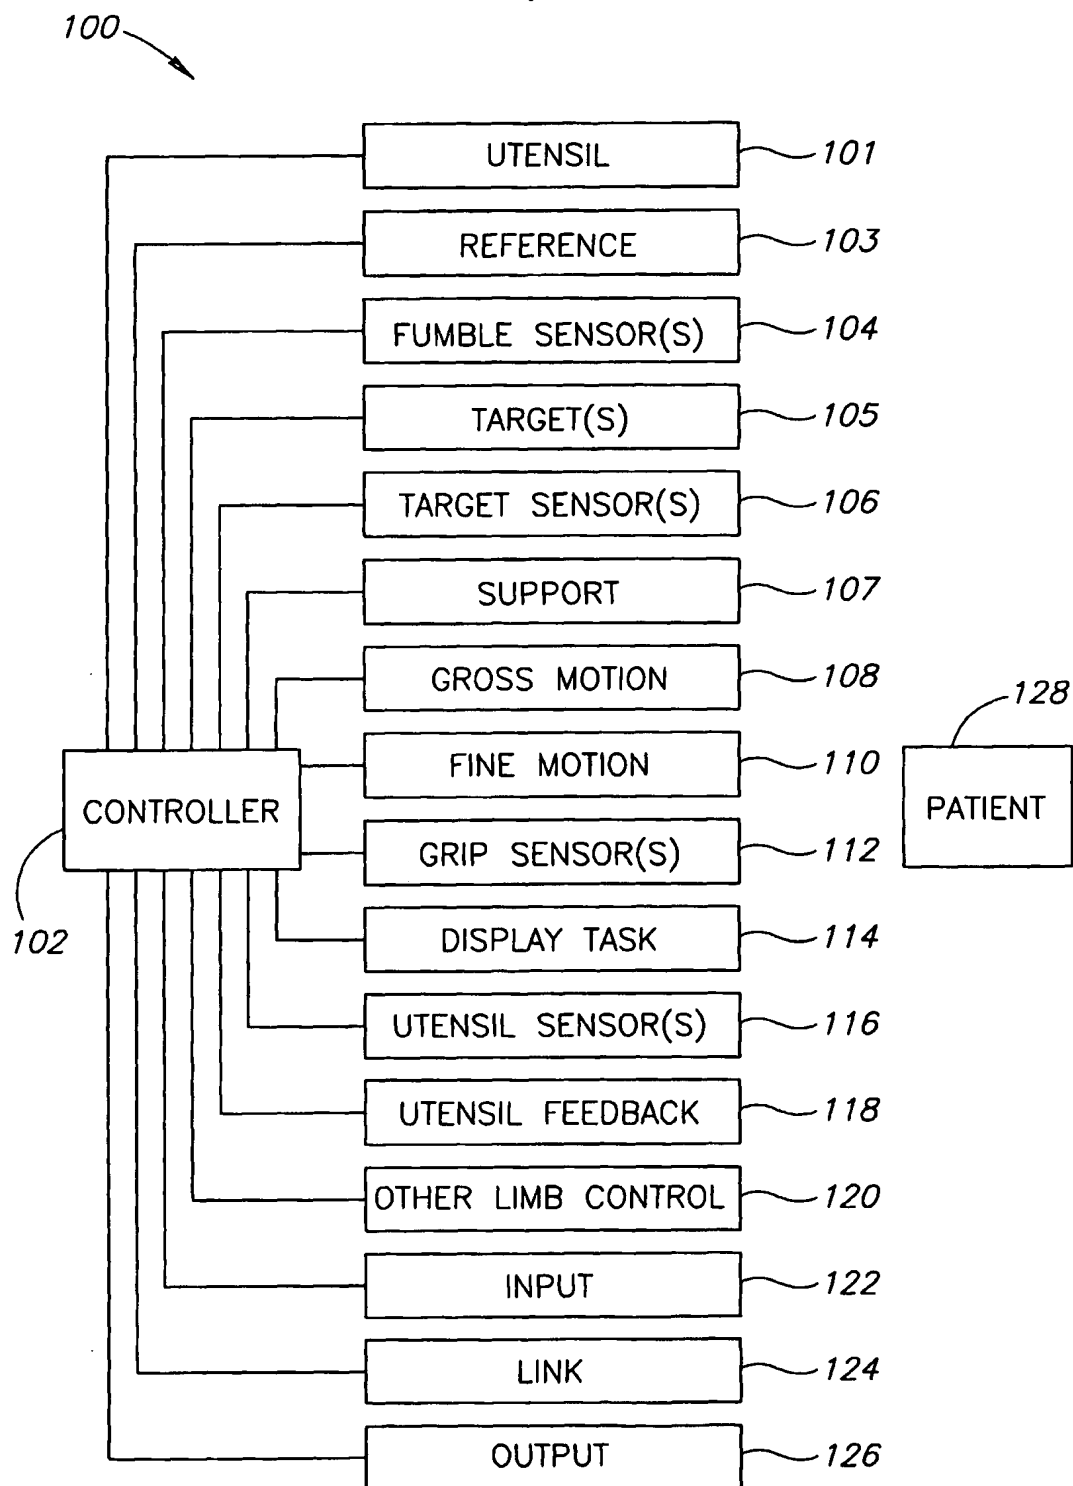 100
UTENSIL 101
REFERENCE 103
FUMBLE SENSOR(S) 104
TARGET(S) 105
TARGET SENSOR(S) 106
SUPPORT 107
GROSS MOTION 108
128
FINE MOTION 110
CONTROLLER
PATIENT
GRIP SENSOR(S) 112
102
DISPLAY TASK 114
UTENSIL SENSOR(S) 116
UTENSIL FEEDBACK 118
OTHER LIMB CONTROL 120
INPUT 122
LINK 124
OUTPUT 126